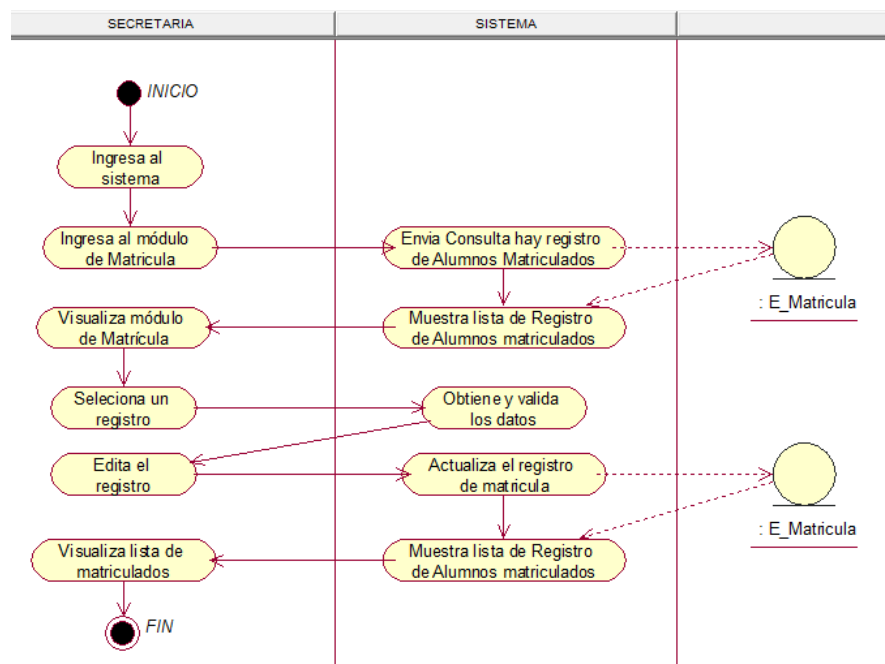 SECRETARIA
SISTEMA
INICIO
Ingresa al
sistema
Ingresa al módulo
de Matricula
Envia Consulta hay registro
de Alumnos Matriculados
: E_Matricula
Visualiza módulo
de Matrícula
Muestra lista de Registro
de Alumnos matriculados
Seleciona un
registro
Obtiene y valida
los datos
Edita el
registro
Actualiza el registro
de matricula
: E_Matricula
Visualiza lista de
matriculados
Muestra lista de Registro
de Alumnos matriculados
FIN